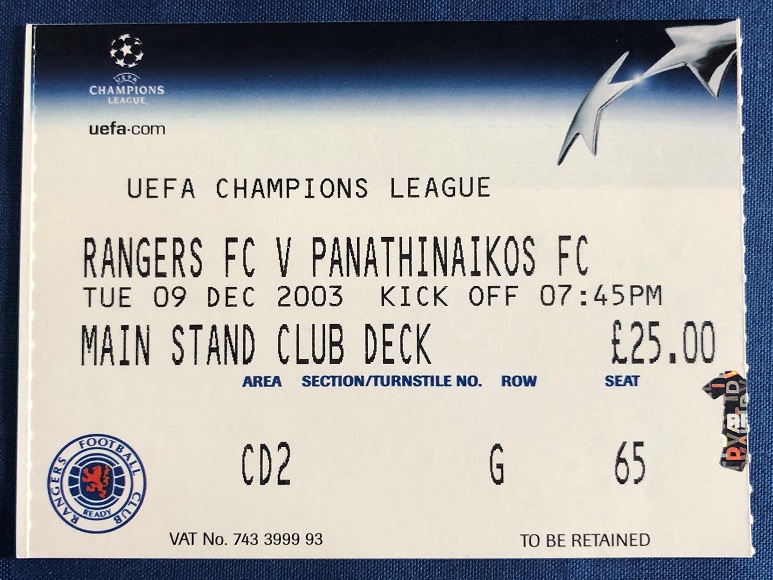 UEFA
CHAMPIONS
LEAGUE
uefa.com
UEFA CHAMPIONS LEAGUE
RANGERS FC V PANATHINAIKOS FC
TUE 09 DEC 2003 KICK OFF 07:45PM
MAIN STAND CLUB DECK £25.00
AREA SECTION/TURNSTILE NO. ROW SEAT
CD2 G 65
RANGERS FOOTBALL CLUB
READY
VAT No. 743 3999 93 TO BE RETAINED